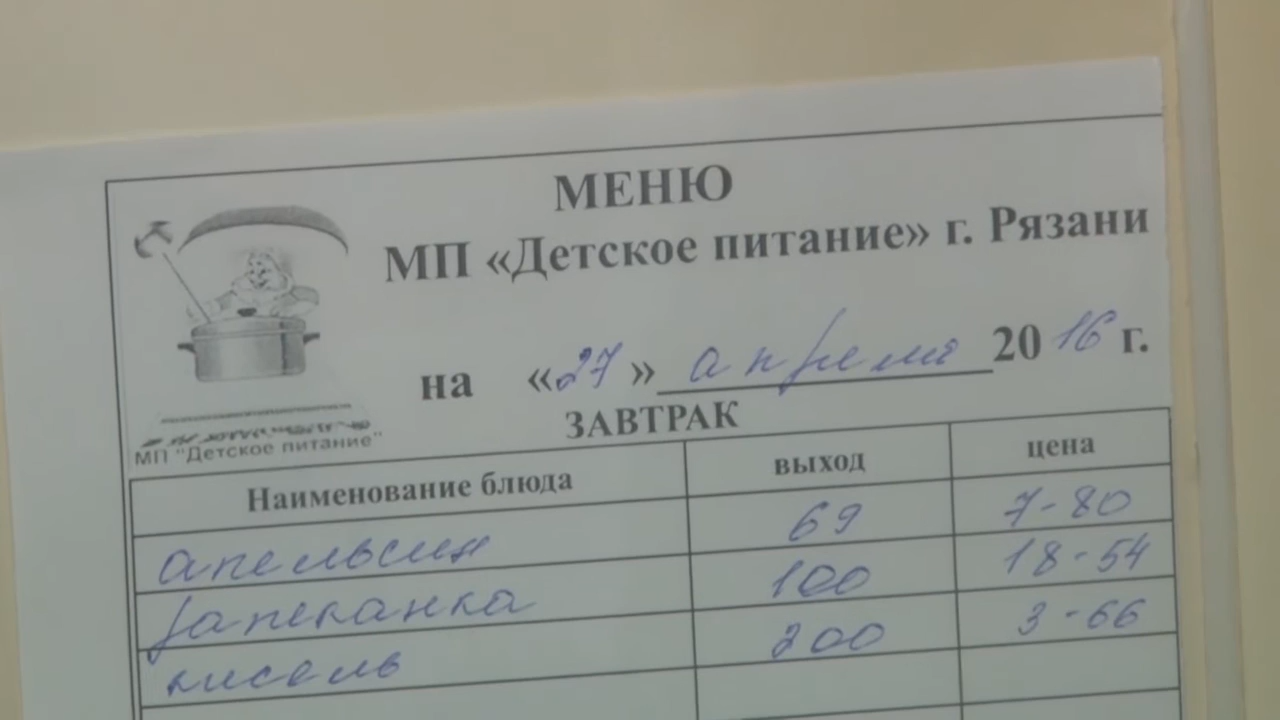 МЕНЮ
МП «Детское питание» г. Рязани
на «27» апреля 2016 г.
МП "Детское питание"
ЗАВТРАК
Наименование блюда выход цена
апельсин 69 7-80
запеканка 100 18-54
кисель 200 3-66